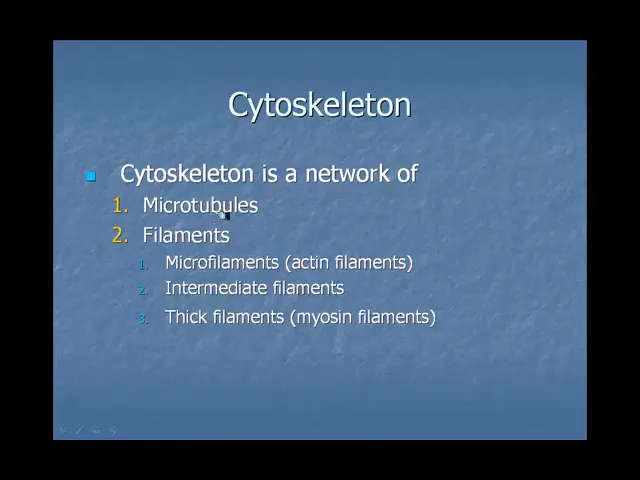 Cytoskeleton
Cytoskeleton is a network of
1. Microtubules
2. Filaments
1. Microfilaments (actin filaments)
2. Intermediate filaments
3. Thick filaments (myosin filaments)